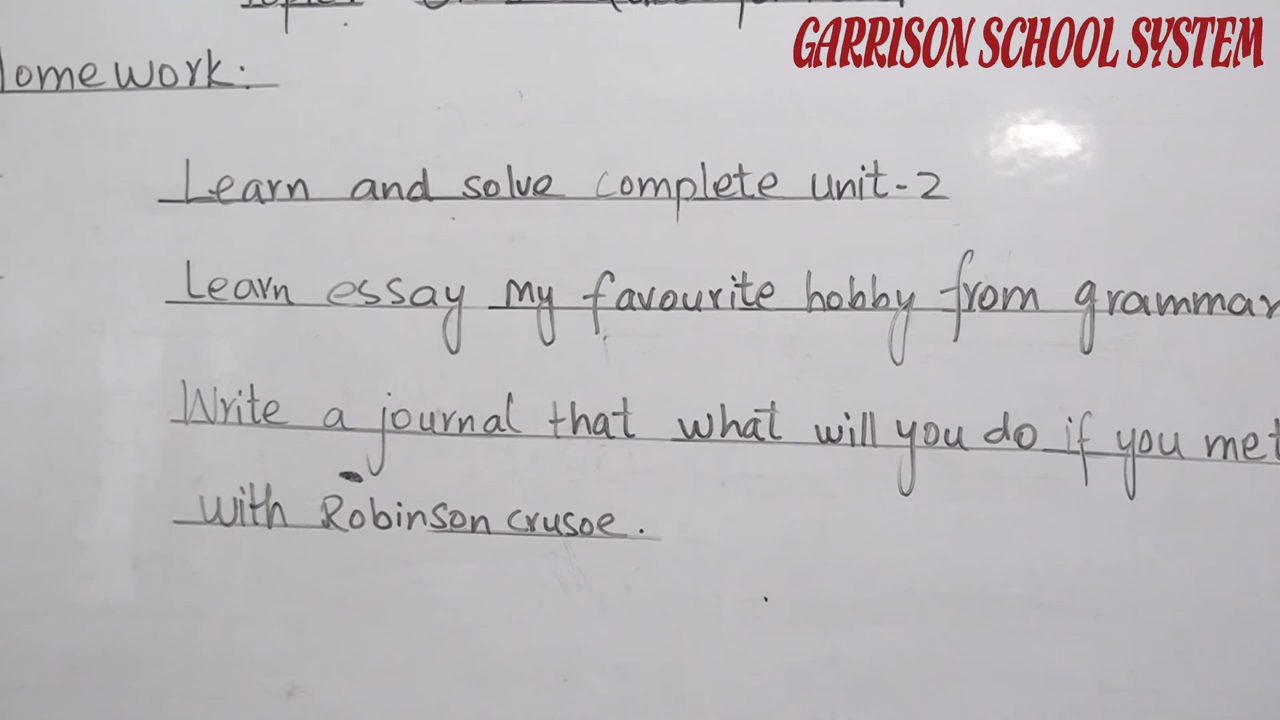 GARRISON SCHOOL SYSTEM
Homework:
Learn and solve complete unit-2
Learn essay my favourite hobby from grammar
Write a journal that what will you do if you met
with Robinson crusoe.